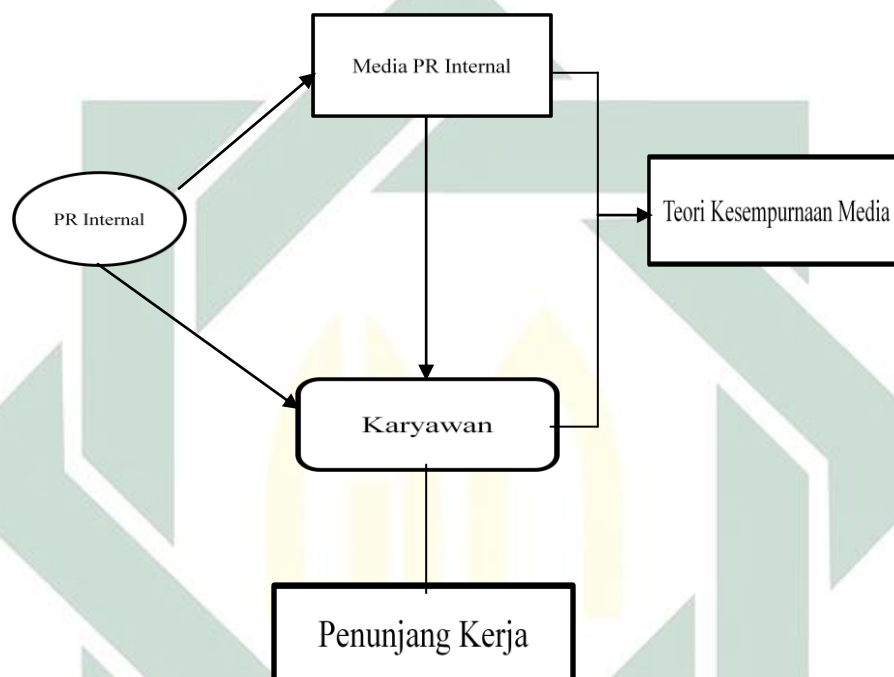 Media PR Internal
PR Internal
Teori Kesempurnaan Media
Karyawan
Penunjang Kerja